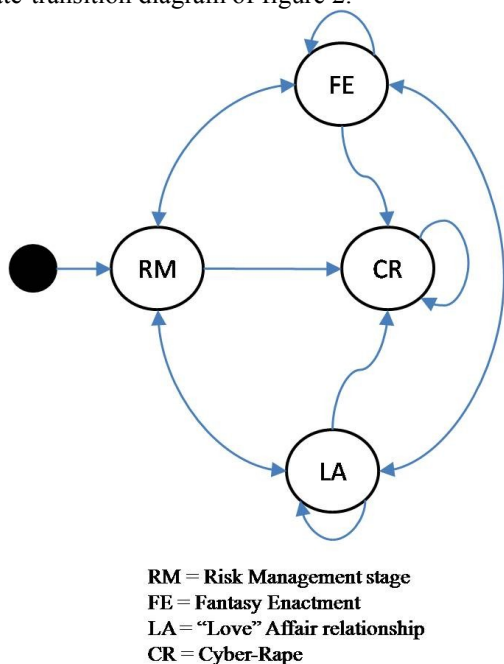 ate-transition diagram of figure 2.
FE
RM
CR
LA
RM = Risk Management stage
FE = Fantasy Enactment
LA = “Love” Affair relationship
CR = Cyber-Rape